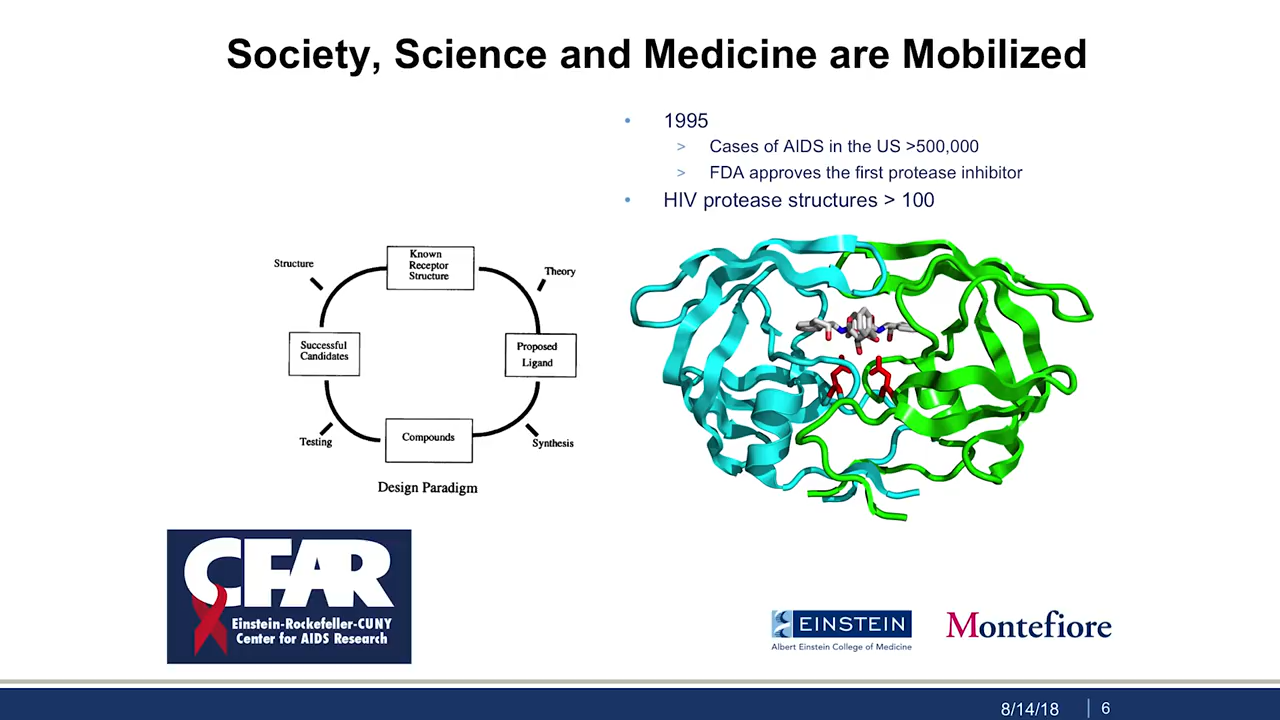 Society, Science and Medicine are Mobilized
• 1995
> Cases of AIDS in the US >500,000
> FDA approves the first protease inhibitor
• HIV protease structures > 100
Structure
Known
Receptor
Structure
Theory
Successful
Candidates
Proposed
Ligand
Testing
Compounds
Synthesis
Design Paradigm
CFAR
Einstein-Rockefeller-CUNY
Center for AIDS Research
EINSTEIN
Albert Einstein College of Medicine
Montefiore
8/14/18 | 6